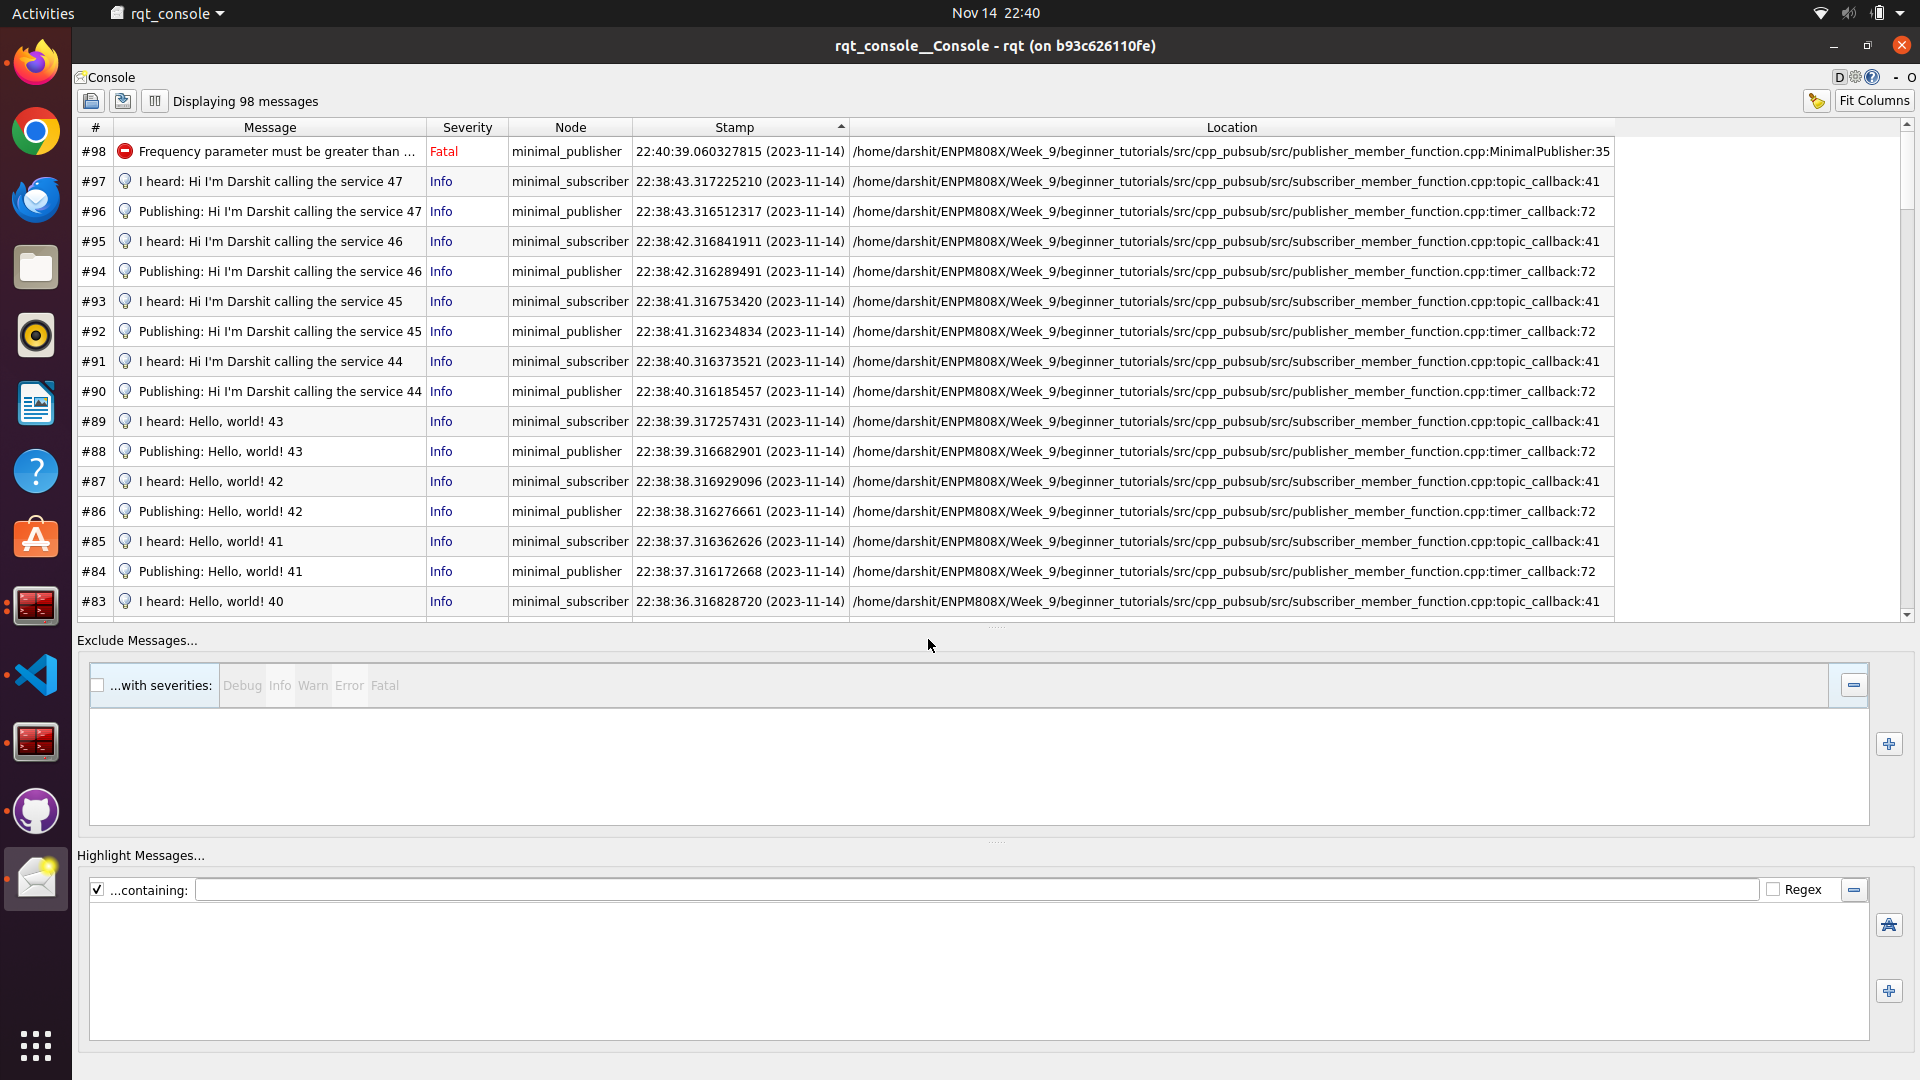 Activities rqt_console Nov 14 22:40
rqt_console__Console - rqt (on b93c626110fe)
Console D - O
Displaying 98 messages Fit Columns
# Message Severity Node Stamp Location
#98 Frequency parameter must be greater than ... Fatal minimal_publisher 22:40:39.060327815 (2023-11-14) /home/darshit/ENPM808X/Week_9/beginner_tutorials/src/cpp_pubsub/src/publisher_member_function.cpp:MinimalPublisher:35
#97 I heard: Hi I'm Darshit calling the service 47 Info minimal_subscriber 22:38:43.317225210 (2023-11-14) /home/darshit/ENPM808X/Week_9/beginner_tutorials/src/cpp_pubsub/src/subscriber_member_function.cpp:topic_callback:41
#96 Publishing: Hi I'm Darshit calling the service 47 Info minimal_publisher 22:38:43.316512317 (2023-11-14) /home/darshit/ENPM808X/Week_9/beginner_tutorials/src/cpp_pubsub/src/publisher_member_function.cpp:timer_callback:72
#95 I heard: Hi I'm Darshit calling the service 46 Info minimal_subscriber 22:38:42.316841911 (2023-11-14) /home/darshit/ENPM808X/Week_9/beginner_tutorials/src/cpp_pubsub/src/subscriber_member_function.cpp:topic_callback:41
#94 Publishing: Hi I'm Darshit calling the service 46 Info minimal_publisher 22:38:42.316289491 (2023-11-14) /home/darshit/ENPM808X/Week_9/beginner_tutorials/src/cpp_pubsub/src/publisher_member_function.cpp:timer_callback:72
#93 I heard: Hi I'm Darshit calling the service 45 Info minimal_subscriber 22:38:41.316753420 (2023-11-14) /home/darshit/ENPM808X/Week_9/beginner_tutorials/src/cpp_pubsub/src/subscriber_member_function.cpp:topic_callback:41
#92 Publishing: Hi I'm Darshit calling the service 45 Info minimal_publisher 22:38:41.316234834 (2023-11-14) /home/darshit/ENPM808X/Week_9/beginner_tutorials/src/cpp_pubsub/src/publisher_member_function.cpp:timer_callback:72
#91 I heard: Hi I'm Darshit calling the service 44 Info minimal_subscriber 22:38:40.316373521 (2023-11-14) /home/darshit/ENPM808X/Week_9/beginner_tutorials/src/cpp_pubsub/src/subscriber_member_function.cpp:topic_callback:41
#90 Publishing: Hi I'm Darshit calling the service 44 Info minimal_publisher 22:38:40.316185457 (2023-11-14) /home/darshit/ENPM808X/Week_9/beginner_tutorials/src/cpp_pubsub/src/publisher_member_function.cpp:timer_callback:72
#89 I heard: Hello, world! 43 Info minimal_subscriber 22:38:39.317257431 (2023-11-14) /home/darshit/ENPM808X/Week_9/beginner_tutorials/src/cpp_pubsub/src/subscriber_member_function.cpp:topic_callback:41
#88 Publishing: Hello, world! 43 Info minimal_publisher 22:38:39.316682901 (2023-11-14) /home/darshit/ENPM808X/Week_9/beginner_tutorials/src/cpp_pubsub/src/publisher_member_function.cpp:timer_callback:72
#87 I heard: Hello, world! 42 Info minimal_subscriber 22:38:38.316929096 (2023-11-14) /home/darshit/ENPM808X/Week_9/beginner_tutorials/src/cpp_pubsub/src/subscriber_member_function.cpp:topic_callback:41
#86 Publishing: Hello, world! 42 Info minimal_publisher 22:38:38.316276661 (2023-11-14) /home/darshit/ENPM808X/Week_9/beginner_tutorials/src/cpp_pubsub/src/publisher_member_function.cpp:timer_callback:72
#85 I heard: Hello, world! 41 Info minimal_subscriber 22:38:37.316362626 (2023-11-14) /home/darshit/ENPM808X/Week_9/beginner_tutorials/src/cpp_pubsub/src/subscriber_member_function.cpp:topic_callback:41
#84 Publishing: Hello, world! 41 Info minimal_publisher 22:38:37.316172668 (2023-11-14) /home/darshit/ENPM808X/Week_9/beginner_tutorials/src/cpp_pubsub/src/publisher_member_function.cpp:timer_callback:72
#83 I heard: Hello, world! 40 Info minimal_subscriber 22:38:36.316828720 (2023-11-14) /home/darshit/ENPM808X/Week_9/beginner_tutorials/src/cpp_pubsub/src/subscriber_member_function.cpp:topic_callback:41
Exclude Messages...
...with severities: Debug Info Warn Error Fatal
Highlight Messages...
...containing: Regex